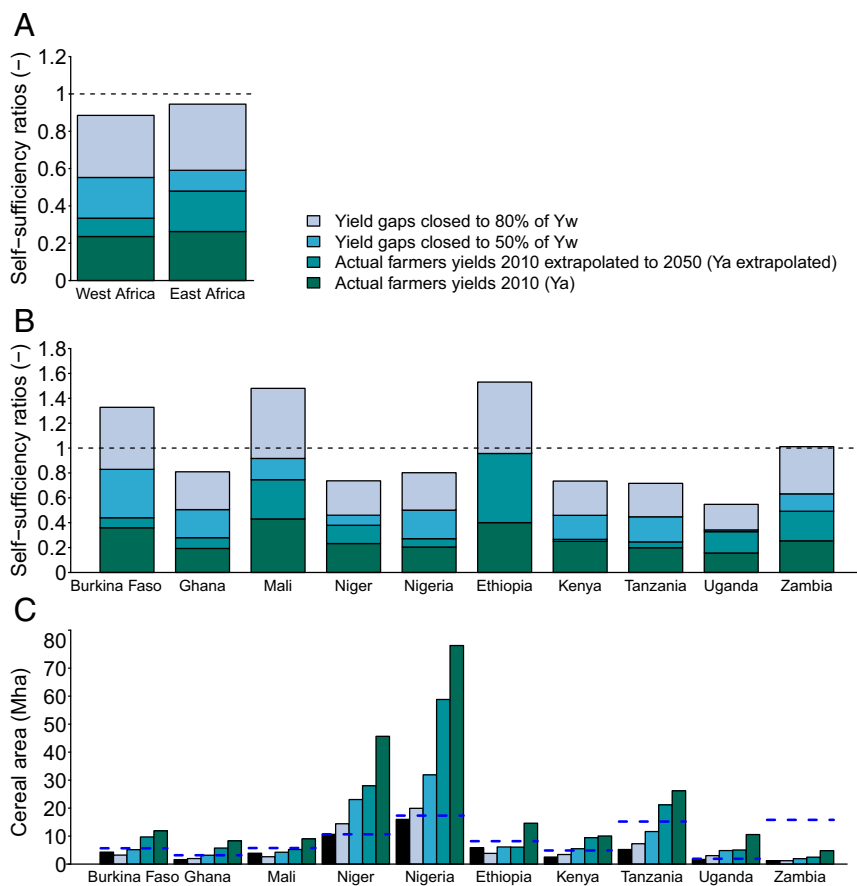 A
Self−sufficiency ratios (−)
1.2
1
0.8
0.6
0.4
0.2
0
West Africa East Africa
Yield gaps closed to 80% of Yw
Yield gaps closed to 50% of Yw
Actual farmers yields 2010 extrapolated to 2050 (Ya extrapolated)
Actual farmers yields 2010 (Ya)
B
Self−sufficiency ratios (−)
1.8
1.6
1.4
1.2
1
0.8
0.6
0.4
0.2
0
Burkina Faso Ghana Mali Niger Nigeria Ethiopia Kenya Tanzania Uganda Zambia
C
Cereal area (Mha)
80
70
60
50
40
30
20
10
0
Burkina Faso Ghana Mali Niger Nigeria Ethiopia Kenya Tanzania Uganda Zambia